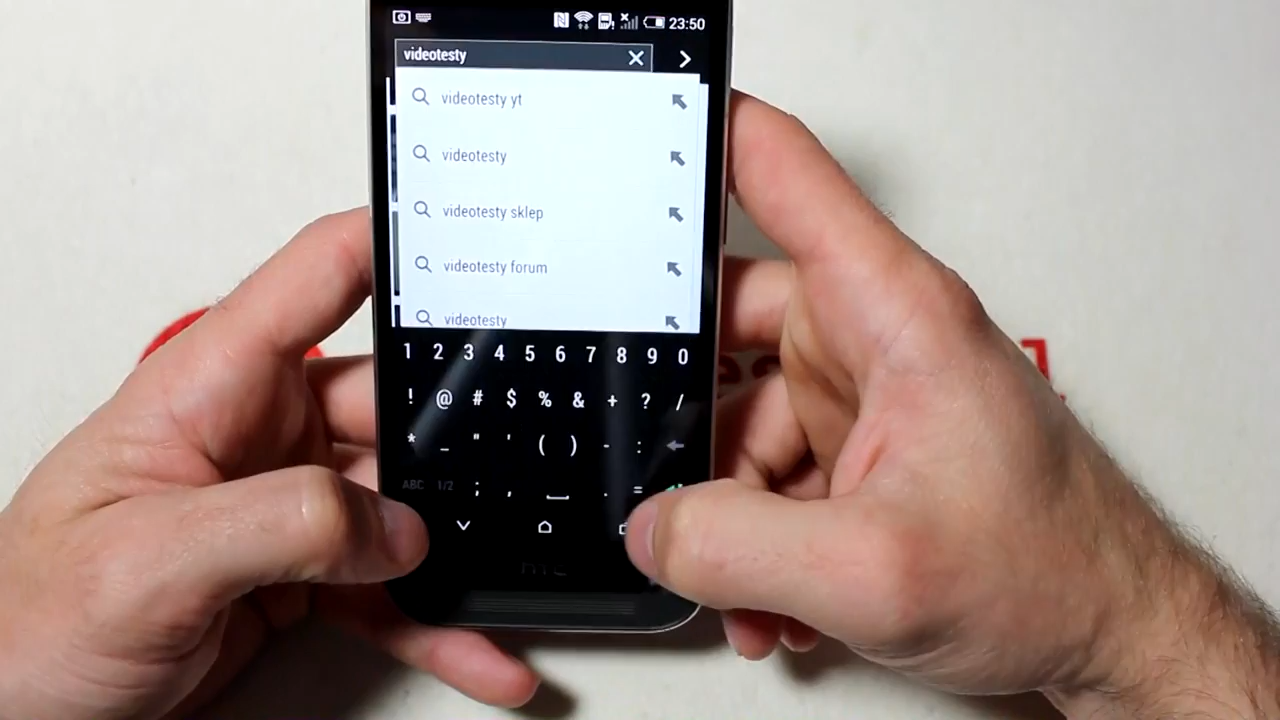 23:50
videotesty
videotesty yt
videotesty
videotesty sklep
videotesty forum
videotesty
1 2 3 4 5 6 7 8 9 0
! @ # $ % & + ? /
* _ " ' ( ) - :
ABC 1/2 ; , . =
hTC